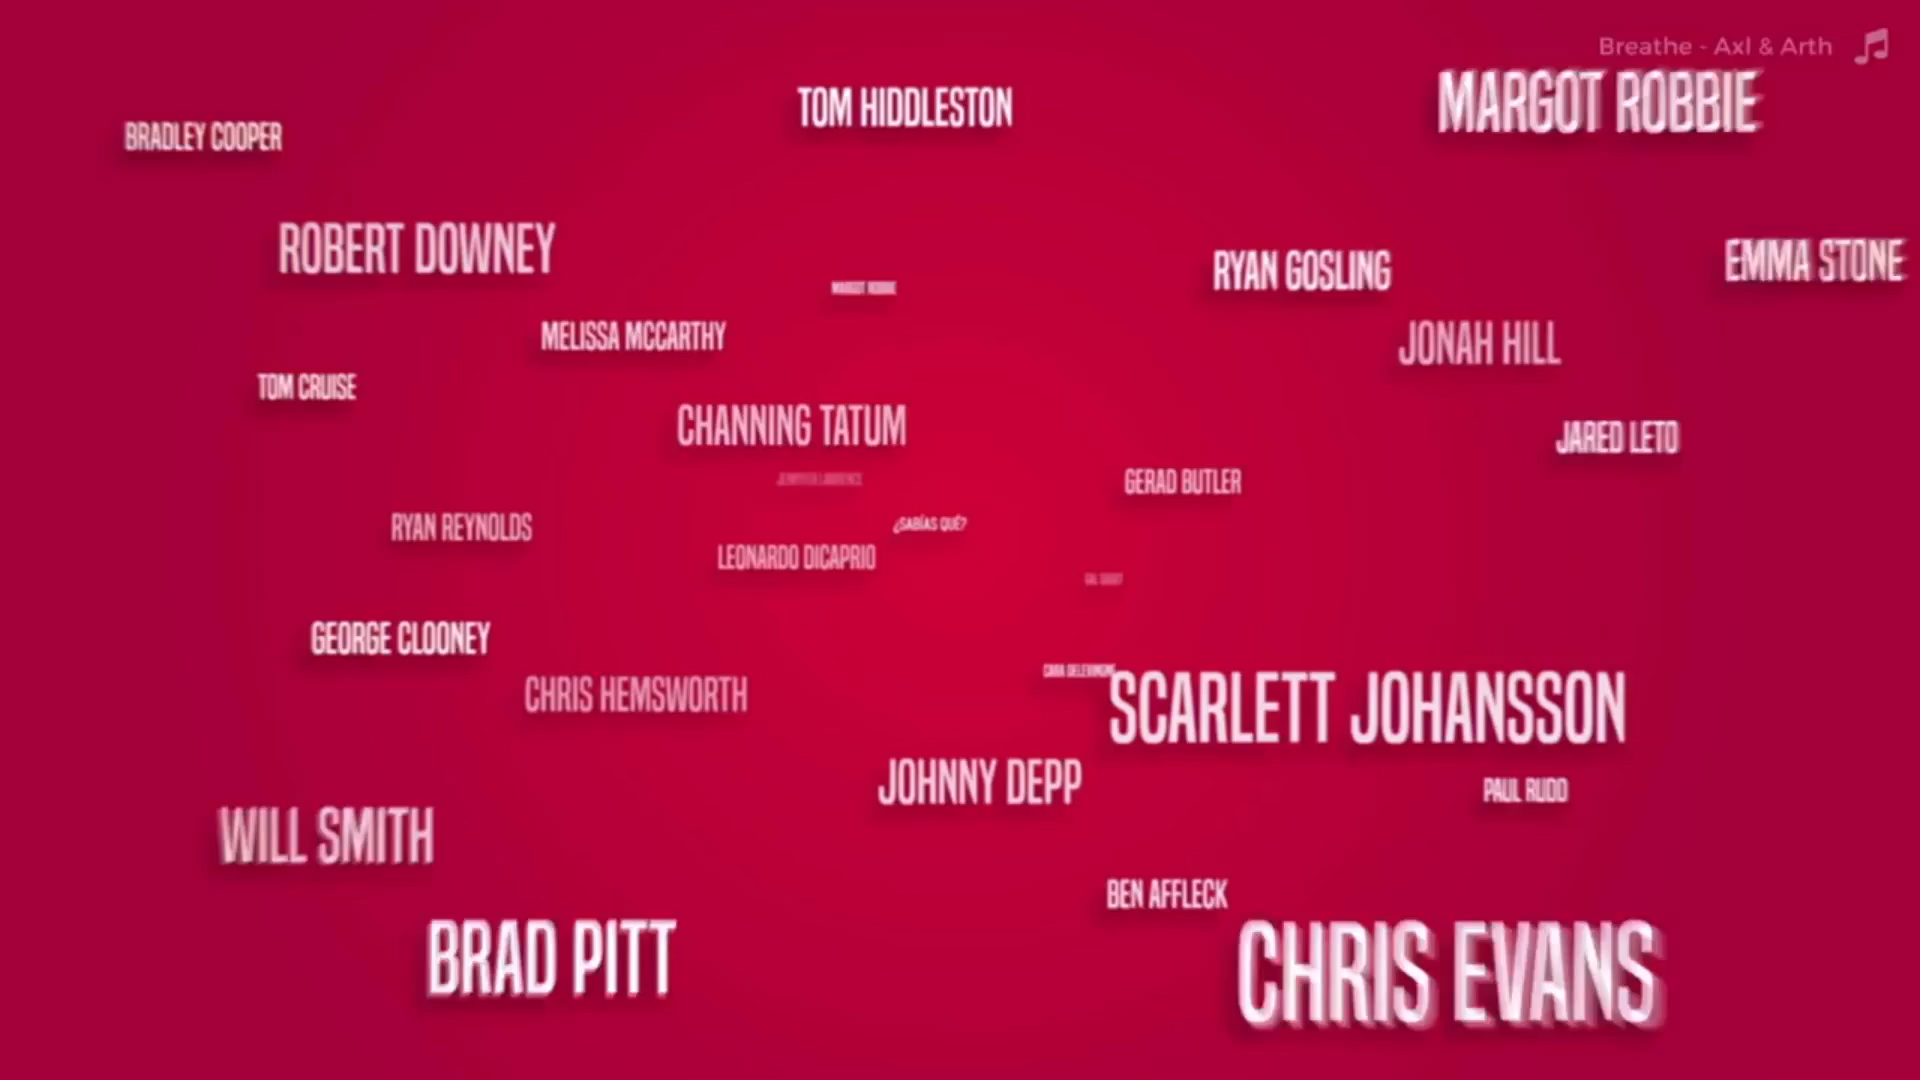 Breathe - Axl & Arth
MARGOT ROBBIE
TOM HIDDLESTON
BRADLEY COOPER
ROBERT DOWNEY
RYAN GOSLING
EMMA STONE
MARGOT ROBBIE
MELISSA MCCARTHY
JONAH HILL
TOM CRUISE
CHANNING TATUM
JARED LETO
GERAD BUTLER
RYAN REYNOLDS
¿SABÍAS QUÉ?
LEONARDO DICAPRIO
GEORGE CLOONEY
CARA DELEVINGNE
CHRIS HEMSWORTH
SCARLETT JOHANSSON
JOHNNY DEPP
PAUL RUDD
WILL SMITH
BEN AFFLECK
BRAD PITT
CHRIS EVANS